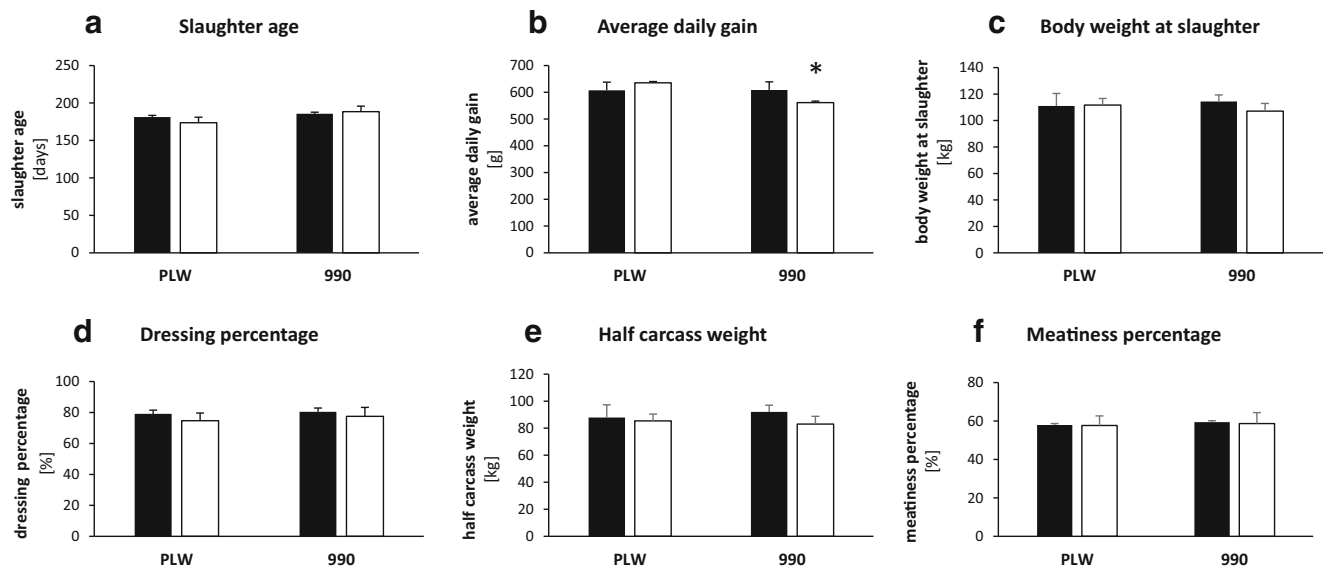 a Slaughter age
slaughter age
[days]
250
200
150
100
50
0
PLW 990
b Average daily gain
average daily gain
[g]
700
600
500
400
300
200
100
0
*
PLW 990
c Body weight at slaughter
body weight at slaughter
[kg]
140
120
100
80
60
40
20
0
PLW 990
d Dressing percentage
dressing percentage
[%]
100
80
60
40
20
0
PLW 990
e Half carcass weight
half carcass weight
[kg]
120
100
80
60
40
20
0
PLW 990
f Meatiness percentage
meatiness percentage
[%]
80
60
40
20
0
PLW 990